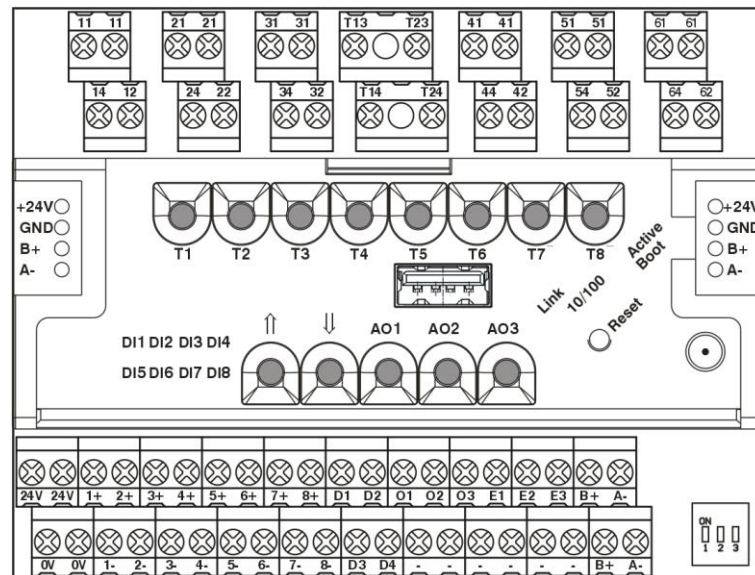 11 11 21 21 31 31 T13 T23 41 41 51 51 61 61
14 12 24 22 34 32 T14 T24 44 42 54 52 64 62
+24V +24V
GND GND
B+ B+
A- A-
T1 T2 T3 T4 T5 T6 T7 T8
Active
Boot
Link
10/100
Reset
⇧ ⇩ AO1 AO2 AO3
DI1 DI2 DI3 DI4
DI5 DI6 DI7 DI8
24V 24V 1+ 2+ 3+ 4+ 5+ 6+ 7+ 8+ D1 D2 O1 O2 O3 E1 E2 E3 B+ A-
0V 0V 1- 2- 3- 4- 5- 6- 7- 8- D3 D4 - - - - - - B+ A-
ON
1 2 3